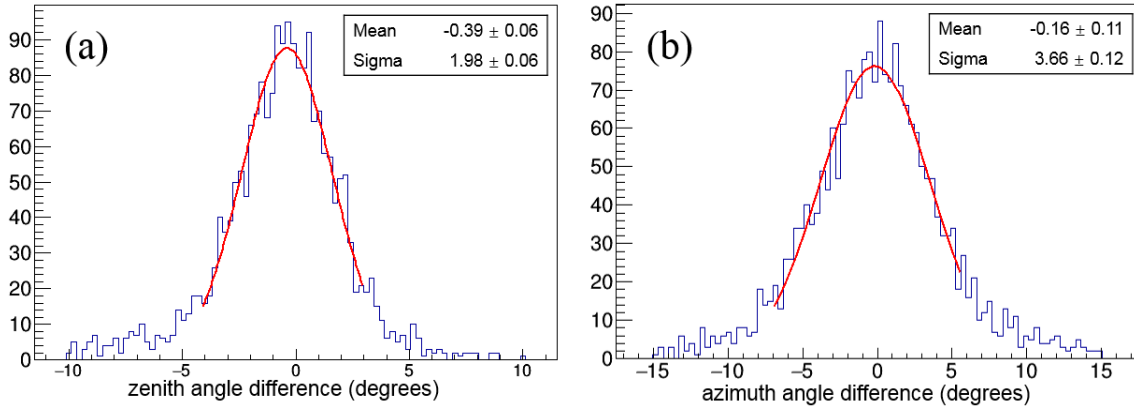 (a)
Mean -0.39 ± 0.06
Sigma 1.98 ± 0.06
90
80
70
60
50
40
30
20
10
0
−10 −5 0 5 10
zenith angle difference (degrees)
(b)
Mean -0.16 ± 0.11
Sigma 3.66 ± 0.12
90
80
70
60
50
40
30
20
10
0
−15 −10 −5 0 5 10 15
azimuth angle difference (degrees)